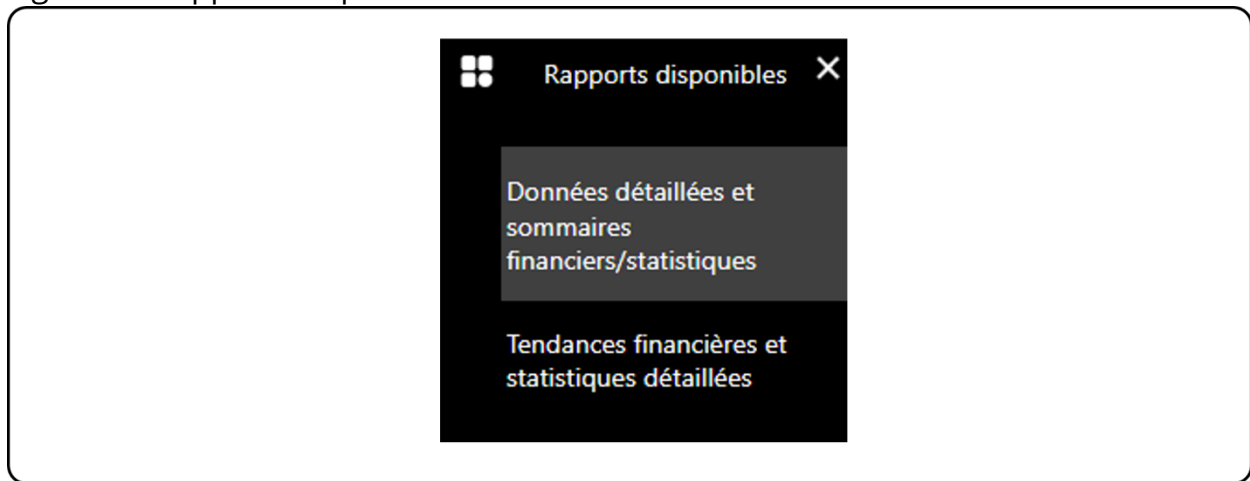 Rapports disponibles
Données détaillées et
sommaires
financiers/statistiques
Tendances financières et
statistiques détaillées